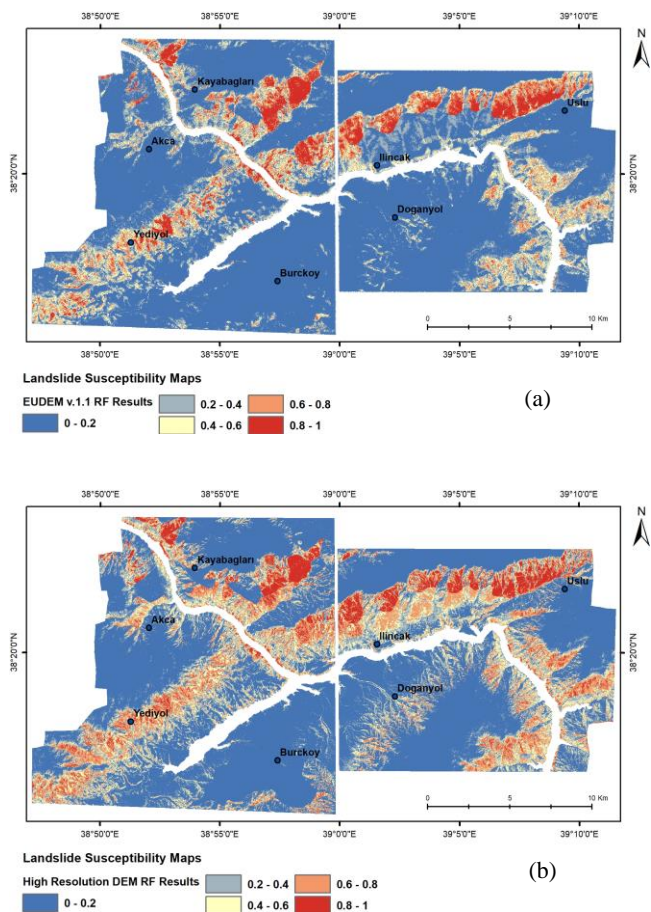 38°50'0"E 38°55'0"E 39°0'0"E 39°5'0"E 39°10'0"E
N
Kayabagları
Uslu
Akca
Ilincak
38°20'0"N 38°20'0"N
Doganyol
Yediyol
Burckoy
0 5 10 Km
38°50'0"E 38°55'0"E 39°0'0"E 39°5'0"E 39°10'0"E
Landslide Susceptibility Maps
EUDEM v.1.1 RF Results 0.2 - 0.4 0.6 - 0.8
0 - 0.2 0.4 - 0.6 0.8 - 1
(a)
38°50'0"E 38°55'0"E 39°0'0"E 39°5'0"E 39°10'0"E
N
Kayabagları
Uslu
Akca
Ilincak
38°20'0"N 38°20'0"N
Doganyol
Yediyol
Burckoy
0 5 10 Km
38°50'0"E 38°55'0"E 39°0'0"E 39°5'0"E 39°10'0"E
Landslide Susceptibility Maps
High Resolution DEM RF Results 0.2 - 0.4 0.6 - 0.8
0 - 0.2 0.4 - 0.6 0.8 - 1
(b)